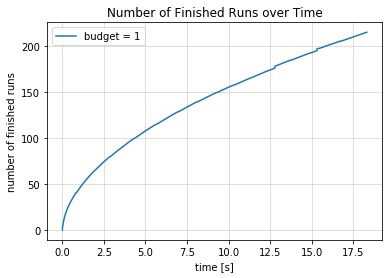 Number of Finished Runs over Time
budget = 1
number of finished runs
200
150
100
50
0
0.0 2.5 5.0 7.5 10.0 12.5 15.0 17.5
time [s]